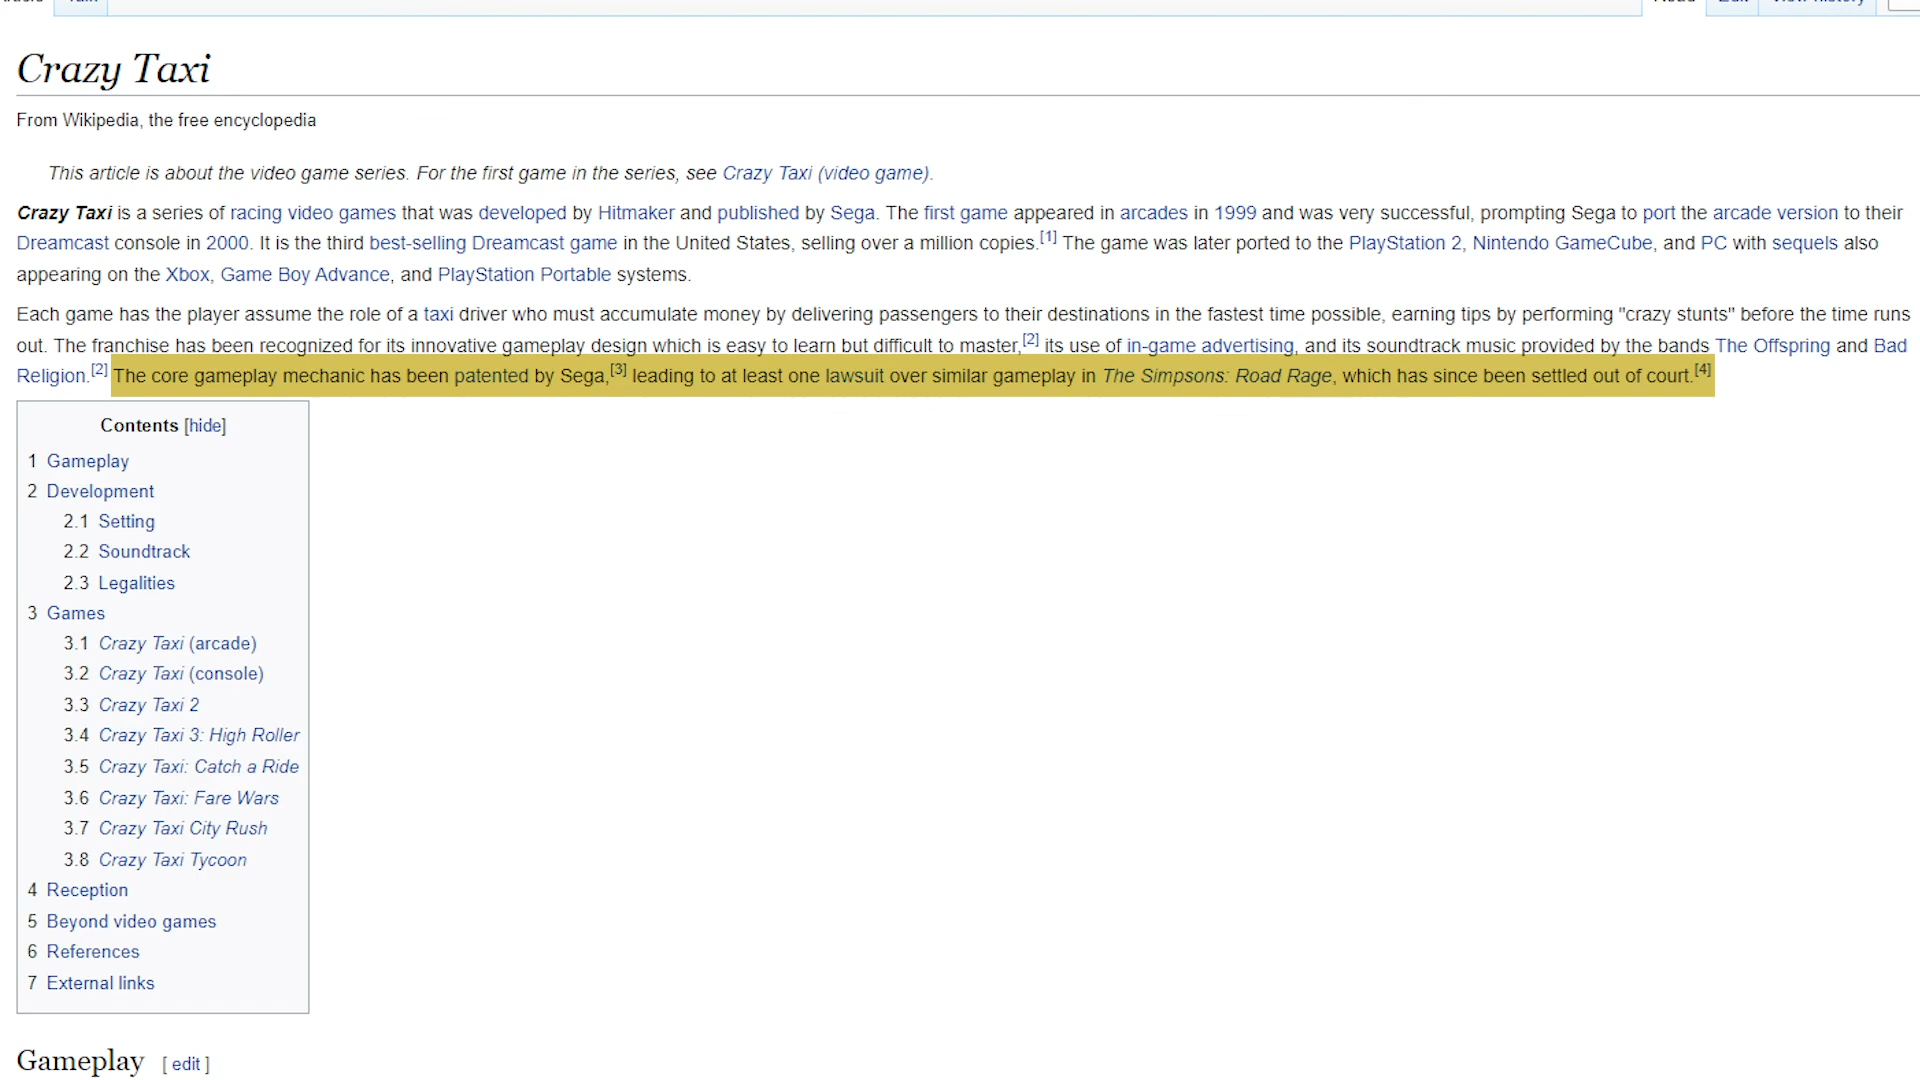 Crazy Taxi
From Wikipedia, the free encyclopedia
This article is about the video game series. For the first game in the series, see Crazy Taxi (video game).
Crazy Taxi is a series of racing video games that was developed by Hitmaker and published by Sega. The first game appeared in arcades in 1999 and was very successful, prompting Sega to port the arcade version to their
Dreamcast console in 2000. It is the third best-selling Dreamcast game in the United States, selling over a million copies.[1] The game was later ported to the PlayStation 2, Nintendo GameCube, and PC with sequels also
appearing on the Xbox, Game Boy Advance, and PlayStation Portable systems.
Each game has the player assume the role of a taxi driver who must accumulate money by delivering passengers to their destinations in the fastest time possible, earning tips by performing "crazy stunts" before the time runs
out. The franchise has been recognized for its innovative gameplay design which is easy to learn but difficult to master,[2] its use of in-game advertising, and its soundtrack music provided by the bands The Offspring and Bad
Religion.[2] The core gameplay mechanic has been patented by Sega,[3] leading to at least one lawsuit over similar gameplay in The Simpsons: Road Rage, which has since been settled out of court.[4]
Contents [hide]
1 Gameplay
2 Development
2.1 Setting
2.2 Soundtrack
2.3 Legalities
3 Games
3.1 Crazy Taxi (arcade)
3.2 Crazy Taxi (console)
3.3 Crazy Taxi 2
3.4 Crazy Taxi 3: High Roller
3.5 Crazy Taxi: Catch a Ride
3.6 Crazy Taxi: Fare Wars
3.7 Crazy Taxi City Rush
3.8 Crazy Taxi Tycoon
4 Reception
5 Beyond video games
6 References
7 External links
Gameplay [ edit ]